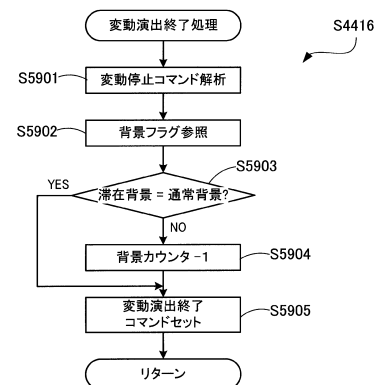 変動演出終了処理
S4416
S5901
変動停止コマンド解析
S5902
背景フラグ参照
S5903
YES
滞在背景 = 通常背景?
NO
背景カウンタ -1
S5904
変動演出終了
コマンドセット
S5905
リターン